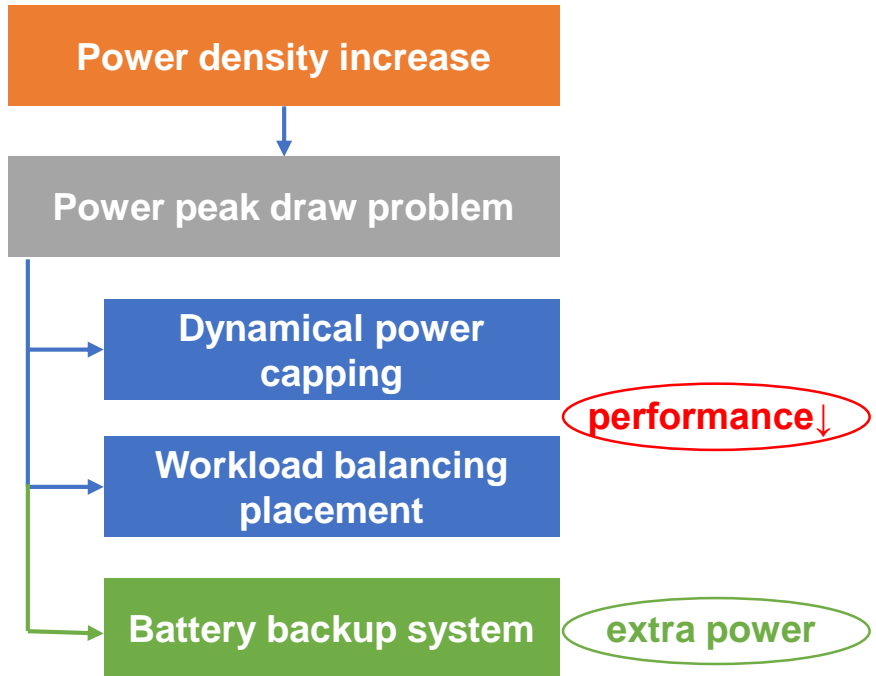 Power density increase
Power peak draw problem
Dynamical power
capping
performance↓
Workload balancing
placement
Battery backup system
extra power